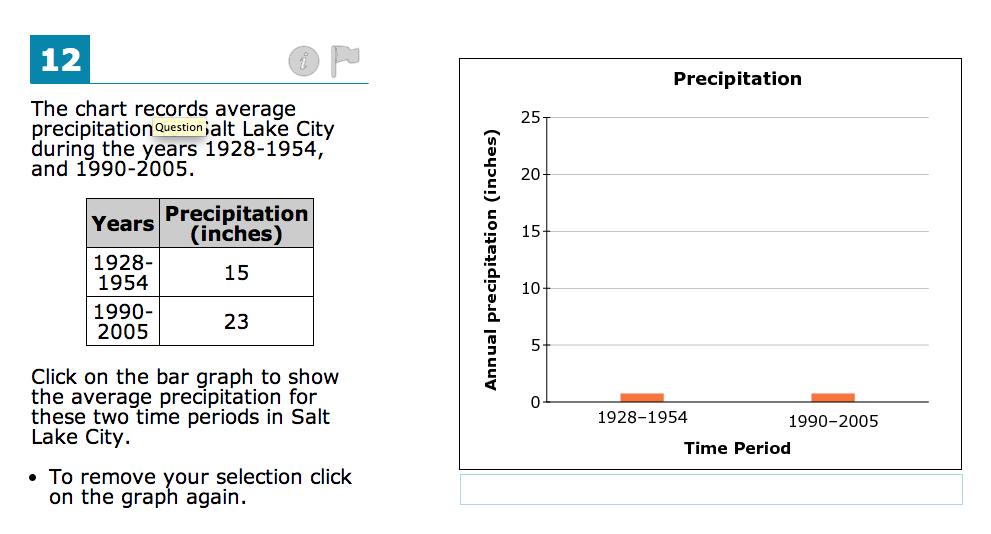 12
The chart records average
precipitation Salt Lake City
Question
during the years 1928-1954,
and 1990-2005.
Years
Precipitation
(inches)
1928-
1954
15
1990-
2005
23
Click on the bar graph to show
the average precipitation for
these two time periods in Salt
Lake City.
• To remove your selection click
on the graph again.
Precipitation
Annual precipitation (inches)
25
20
15
10
5
0
1928–1954
1990–2005
Time Period